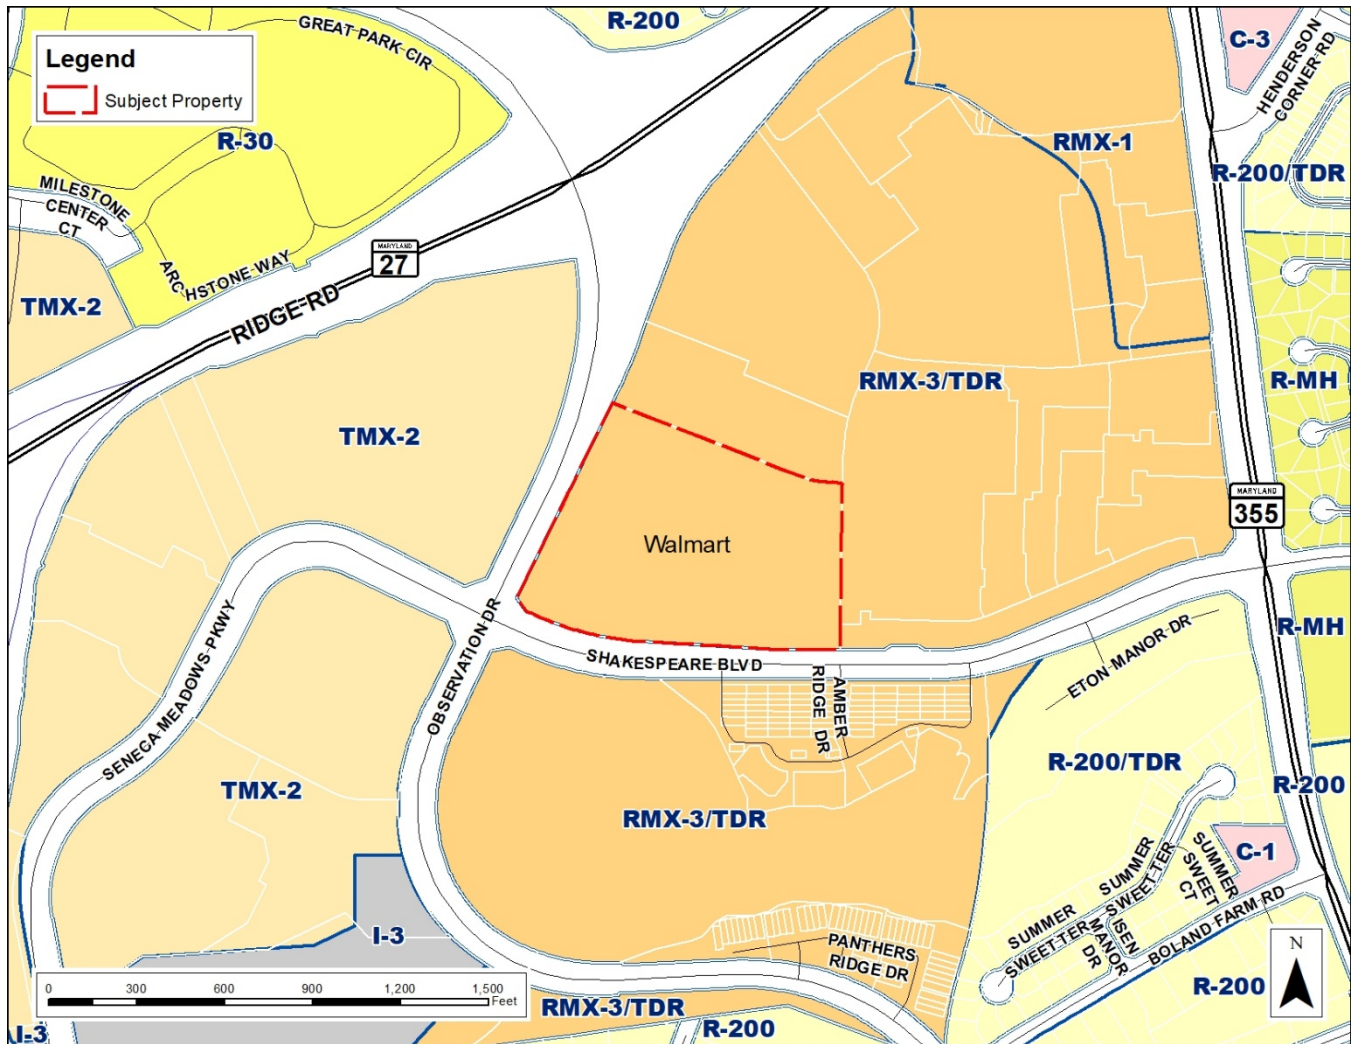 R-200
GREAT PARK CIR
C-3
HENDERSON
CORNER RD
Legend
Subject Property
R-30
RMX-1
R-200/TDR
MILESTONE
CENTER
CT
ARCHSTONE WAY
MARYLAND
27
RIDGE RD
TMX-2
RMX-3/TDR
R-MH
TMX-2
MARYLAND
355
Walmart
SENECA MEADOWS PKWY
OBSERVATION DR
SHAKESPEARE BLVD
AMBER
RIDGE DR
ETON MANOR DR
R-MH
R-200/TDR
R-200
TMX-2
RMX-3/TDR
C-1
SUMMER
SWEET TER
SUMMER
SWEET
CT
SUMMER
SWEET TER
ISEN
MANOR
DR
BOLAND FARM RD
I-3
PANTHERS
RIDGE DR
N
R-200
0 300 600 900 1,200 1,500
Feet
RMX-3/TDR
R-200
I-3